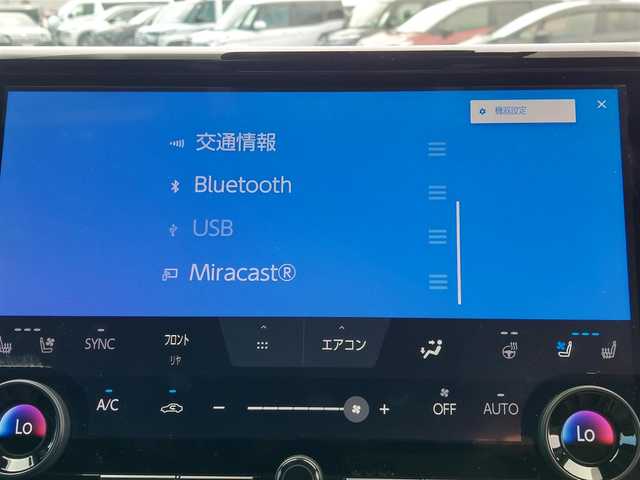 機器設定
交通情報
Bluetooth
USB
Miracast®
SYNC
フロント
リヤ
エアコン
A/C
OFF
AUTO
Lo
Lo